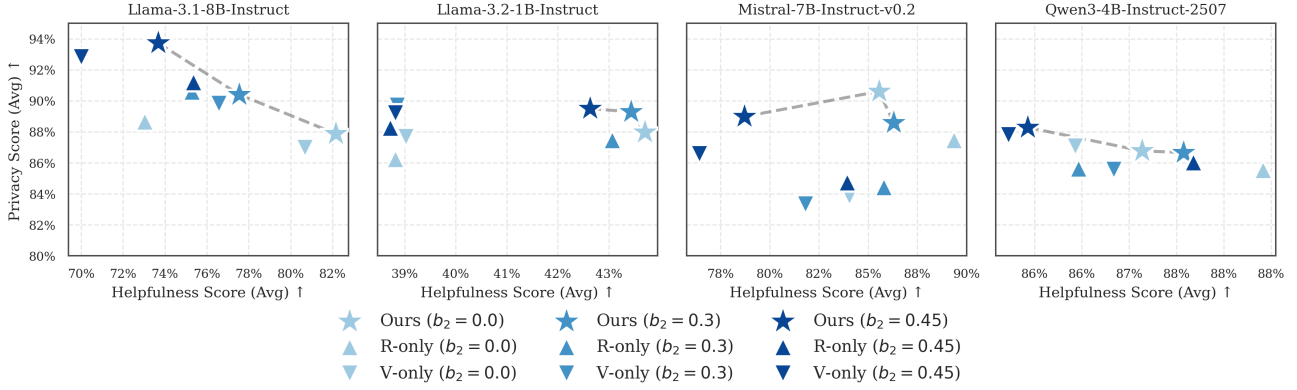 Llama-3.1-8B-Instruct Llama-3.2-1B-Instruct Mistral-7B-Instruct-v0.2 Qwen3-4B-Instruct-2507
Privacy Score (Avg) ↑
94%
92%
90%
88%
86%
84%
82%
80%
70% 72% 74% 76% 78% 80% 82% 39% 40% 41% 42% 43% 78% 80% 82% 85% 88% 90% 86% 86% 87% 88% 88% 88%
Helpfulness Score (Avg) ↑ Helpfulness Score (Avg) ↑ Helpfulness Score (Avg) ↑ Helpfulness Score (Avg) ↑
Ours (b₂ = 0.0) Ours (b₂ = 0.3) Ours (b₂ = 0.45)
R-only (b₂ = 0.0) R-only (b₂ = 0.3) R-only (b₂ = 0.45)
V-only (b₂ = 0.0) V-only (b₂ = 0.3) V-only (b₂ = 0.45)